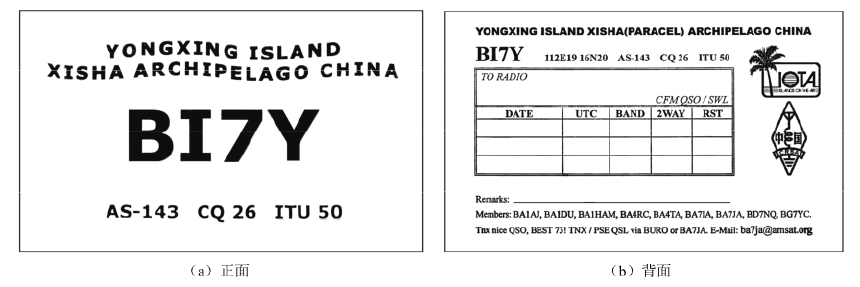 YONGXING ISLAND
XISHA ARCHIPELAGO CHINA
BI7Y
AS-143 CQ 26 ITU 50
(a) 正面
YONGXING ISLAND XISHA(PARACEL) ARCHIPELAGO CHINA
BI7Y 112E19 16N20 AS-143 CQ 26 ITU 50
TO RADIO
CFM QSO / SWL
DATE UTC BAND 2WAY RST
IOTA
ISLANDS ON THE AIR
中国
CRSA
Remarks:
Members: BA1AJ, BA1DU, BA1HAM, BA4RC, BA4TA, BA7IA, BA7JA, BD7NQ, BG7YC.
Tnx nice QSO, BEST 73! TNX / PSE QSL via BURO or BA7JA. E-Mail: ba7ja@amsat.org
(b) 背面